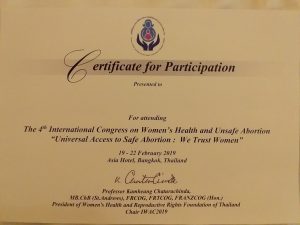 Certificate for Participation
Presented to
For attending
The 4th International Congress on Women's Health and Unsafe Abortion
"Universal Access to Safe Abortion : We Trust Women"
19 - 22 February 2019
Asia Hotel, Bangkok, Thailand
Professor Kamheang Chaturachinda,
MB.ChB (St.Andrews), FRCOG, FRTCOG, FRANZCOG (Hon.)
President of Women's Health and Reproductive Rights Foundation of Thailand
Chair IWAC2019